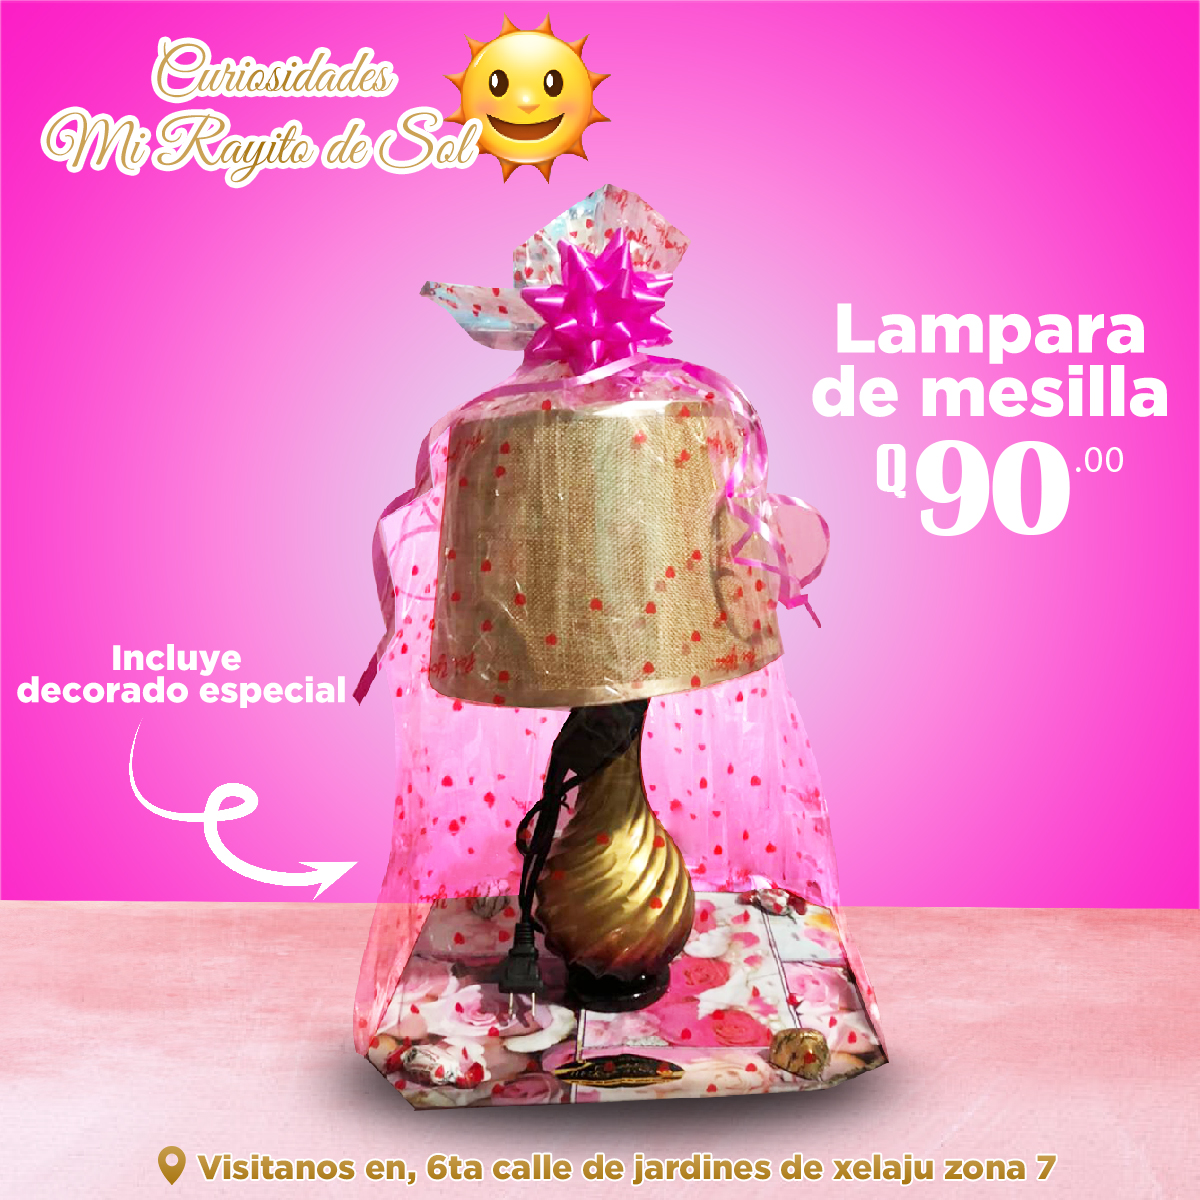 Curiosidades
Mi Rayito de Sol
Lampara
de mesilla
Q90.00
Incluye
decorado especial
Visitanos en, 6ta calle de jardines de xelaju zona 7